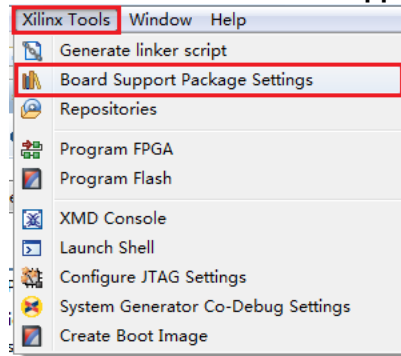 Xilinx Tools Window Help
Generate linker script
Board Support Package Settings
Repositories
Program FPGA
Program Flash
XMD Console
Launch Shell
Configure JTAG Settings
System Generator Co-Debug Settings
Create Boot Image